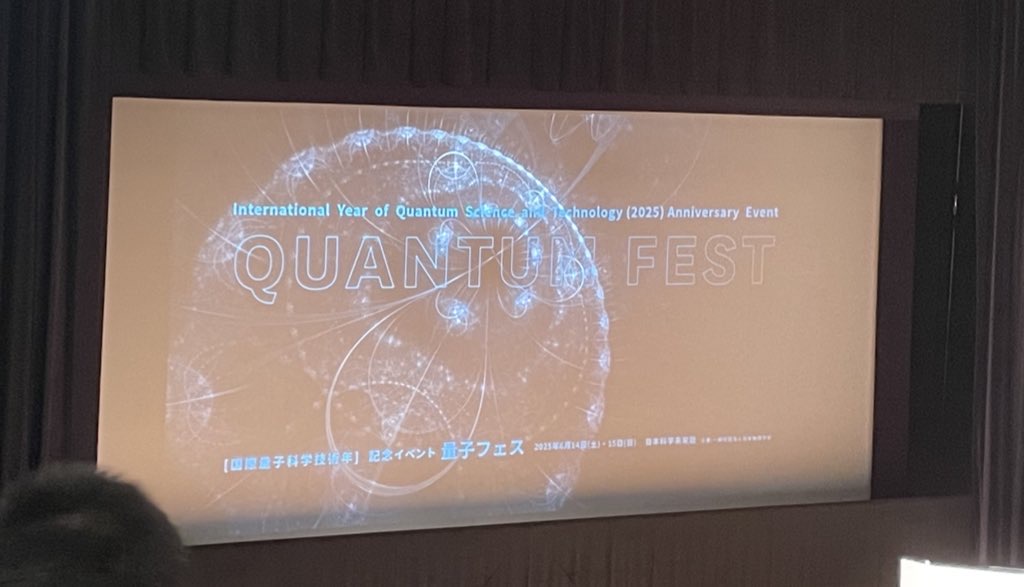 International Year of Quantum Science and Technology (2025) Anniversary Event
QUANTUM FEST
[国際量子科学技術年] 記念イベント 量子フェス 2025年6月14日(土)・15日(日) 日本科学未来館